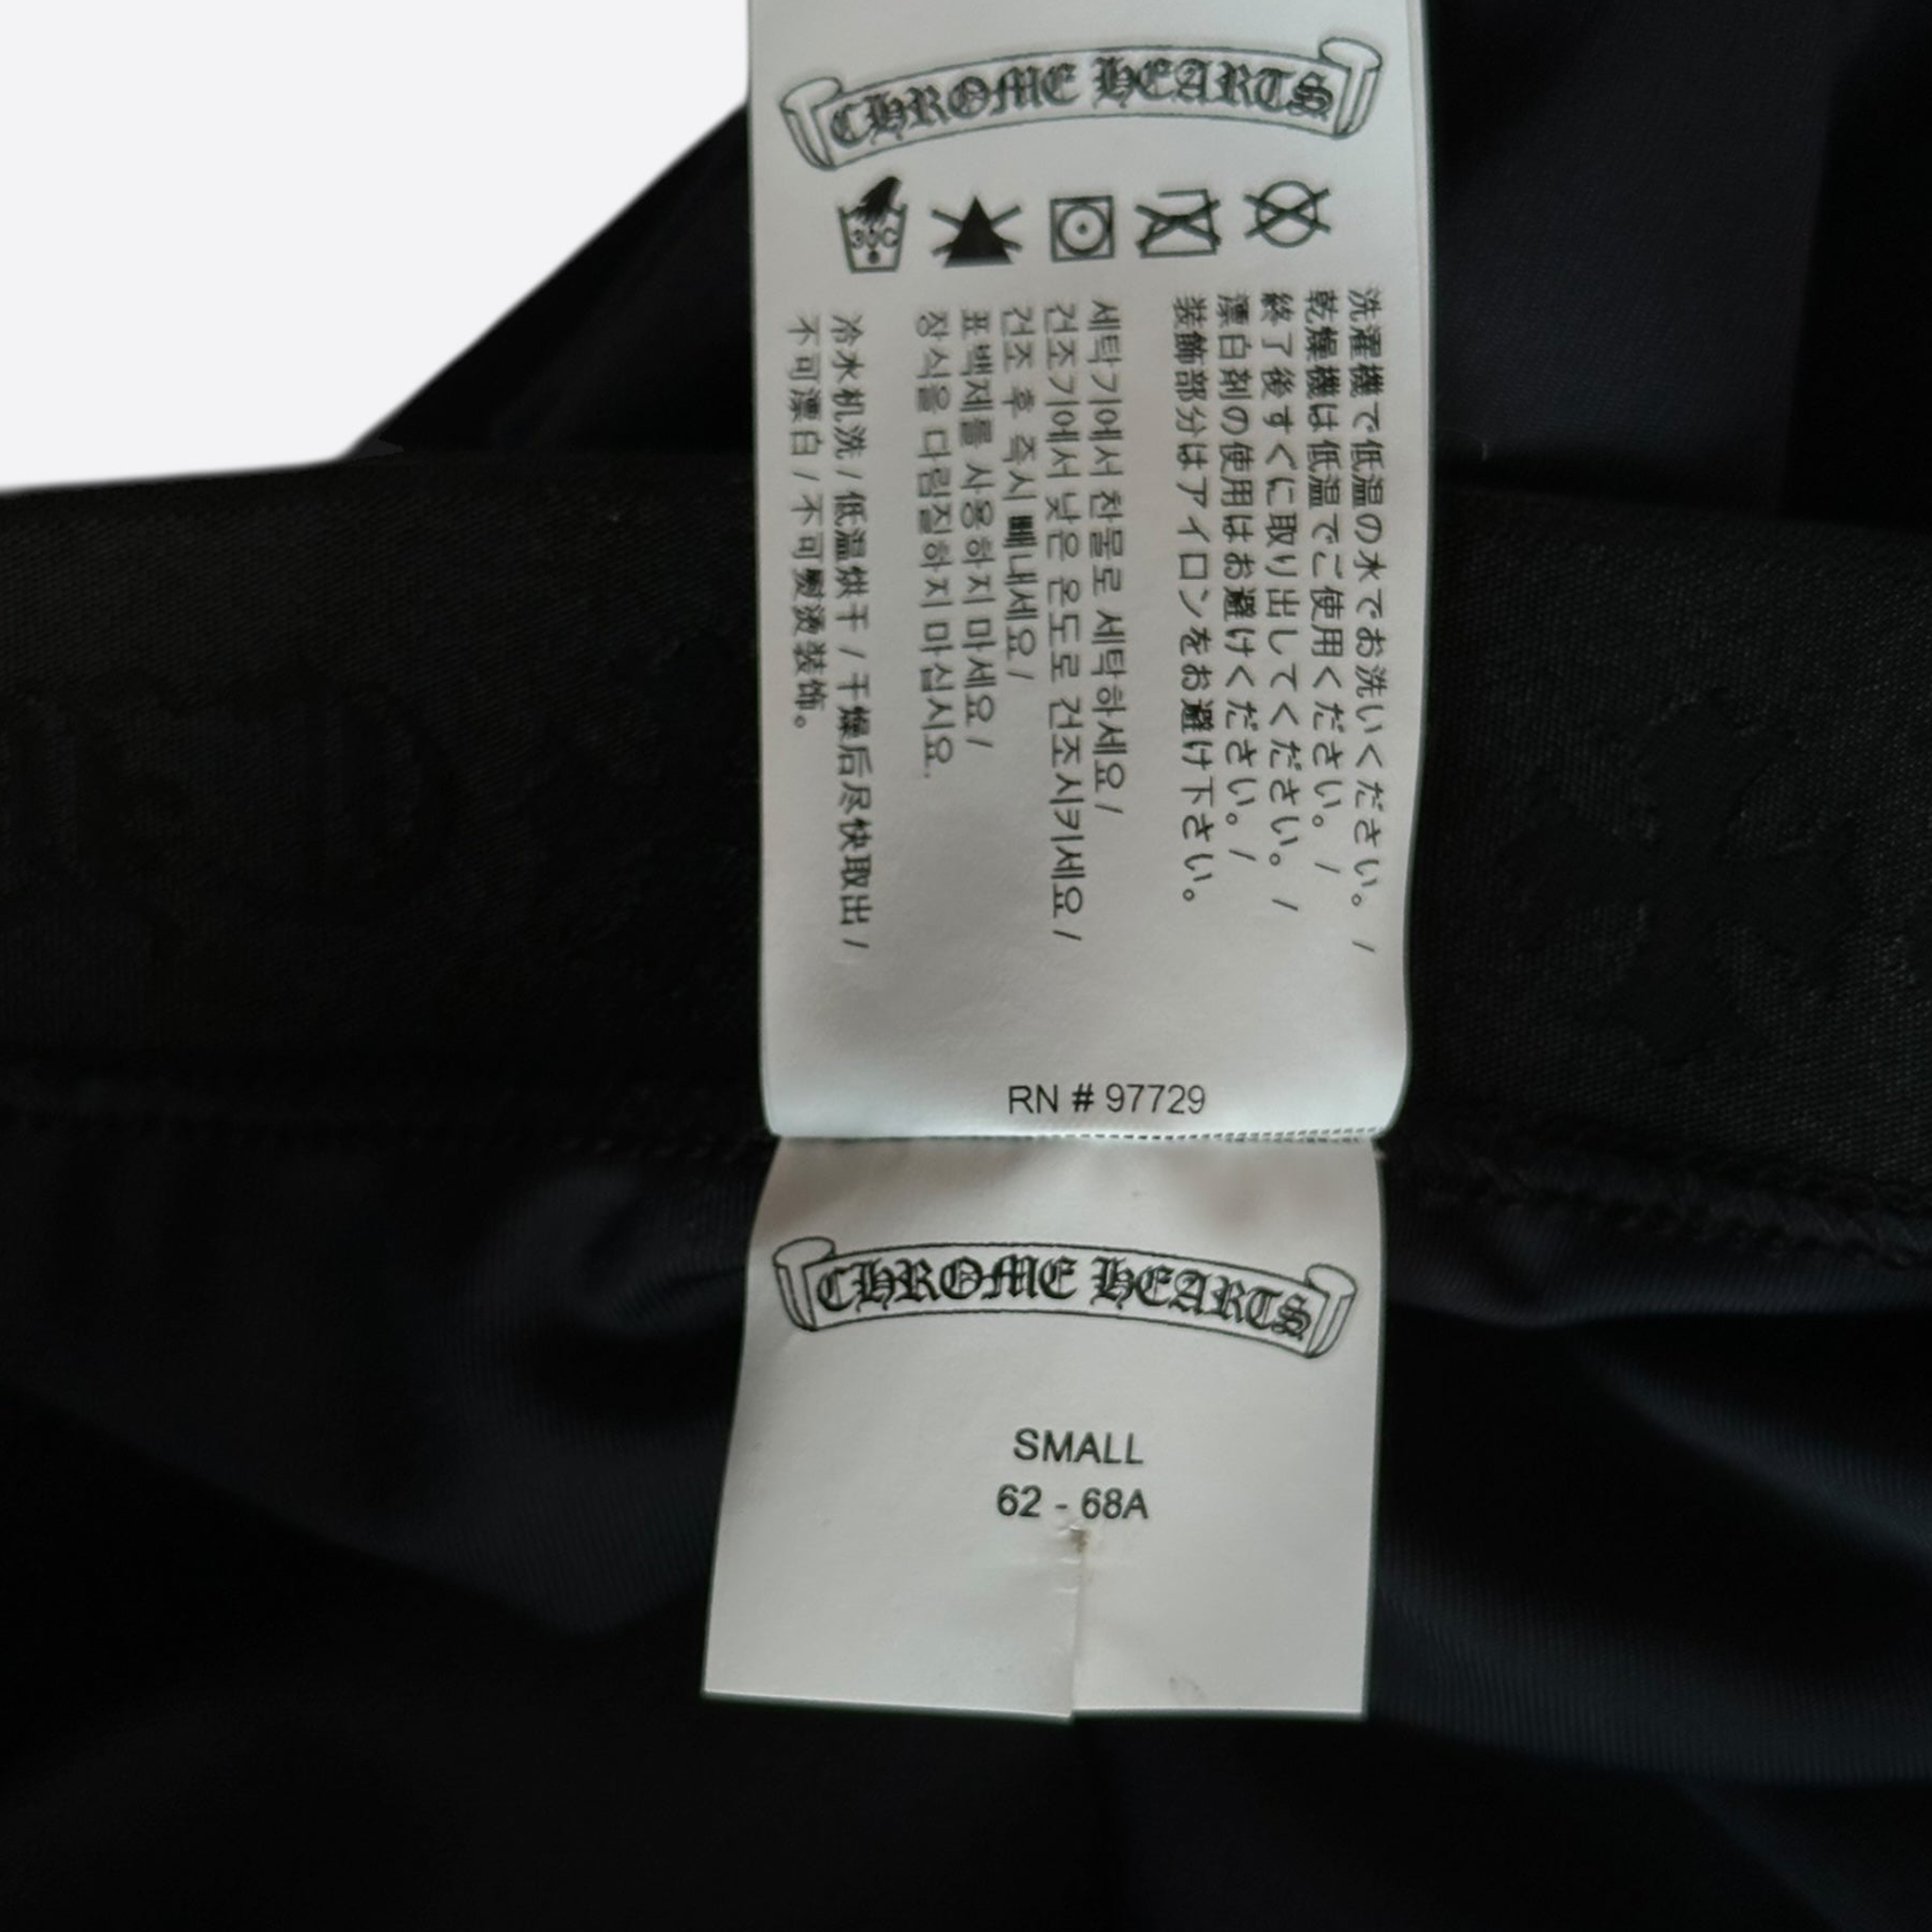 CHROME HEARTS
30C
洗濯機で低温の水でお洗いください。 /
乾燥機は低温でご使用ください。 /
終了後すぐに取り出してください。 /
漂白剤の使用はお避けください。 /
装飾部分はアイロンをお避け下さい。
세탁기에서 찬물로 세탁하세요 /
건조기에서 낮은 온도로 건조시키세요 /
건조 후 즉시 빼내세요 /
표백제를 사용하지 마세요 /
장식을 다림질하지 마십시요.
冷水机洗 / 低温烘干 / 干燥后尽快取出 /
不可漂白 / 不可熨烫装饰。
RN # 97729
CHROME HEARTS
SMALL
62 - 68A